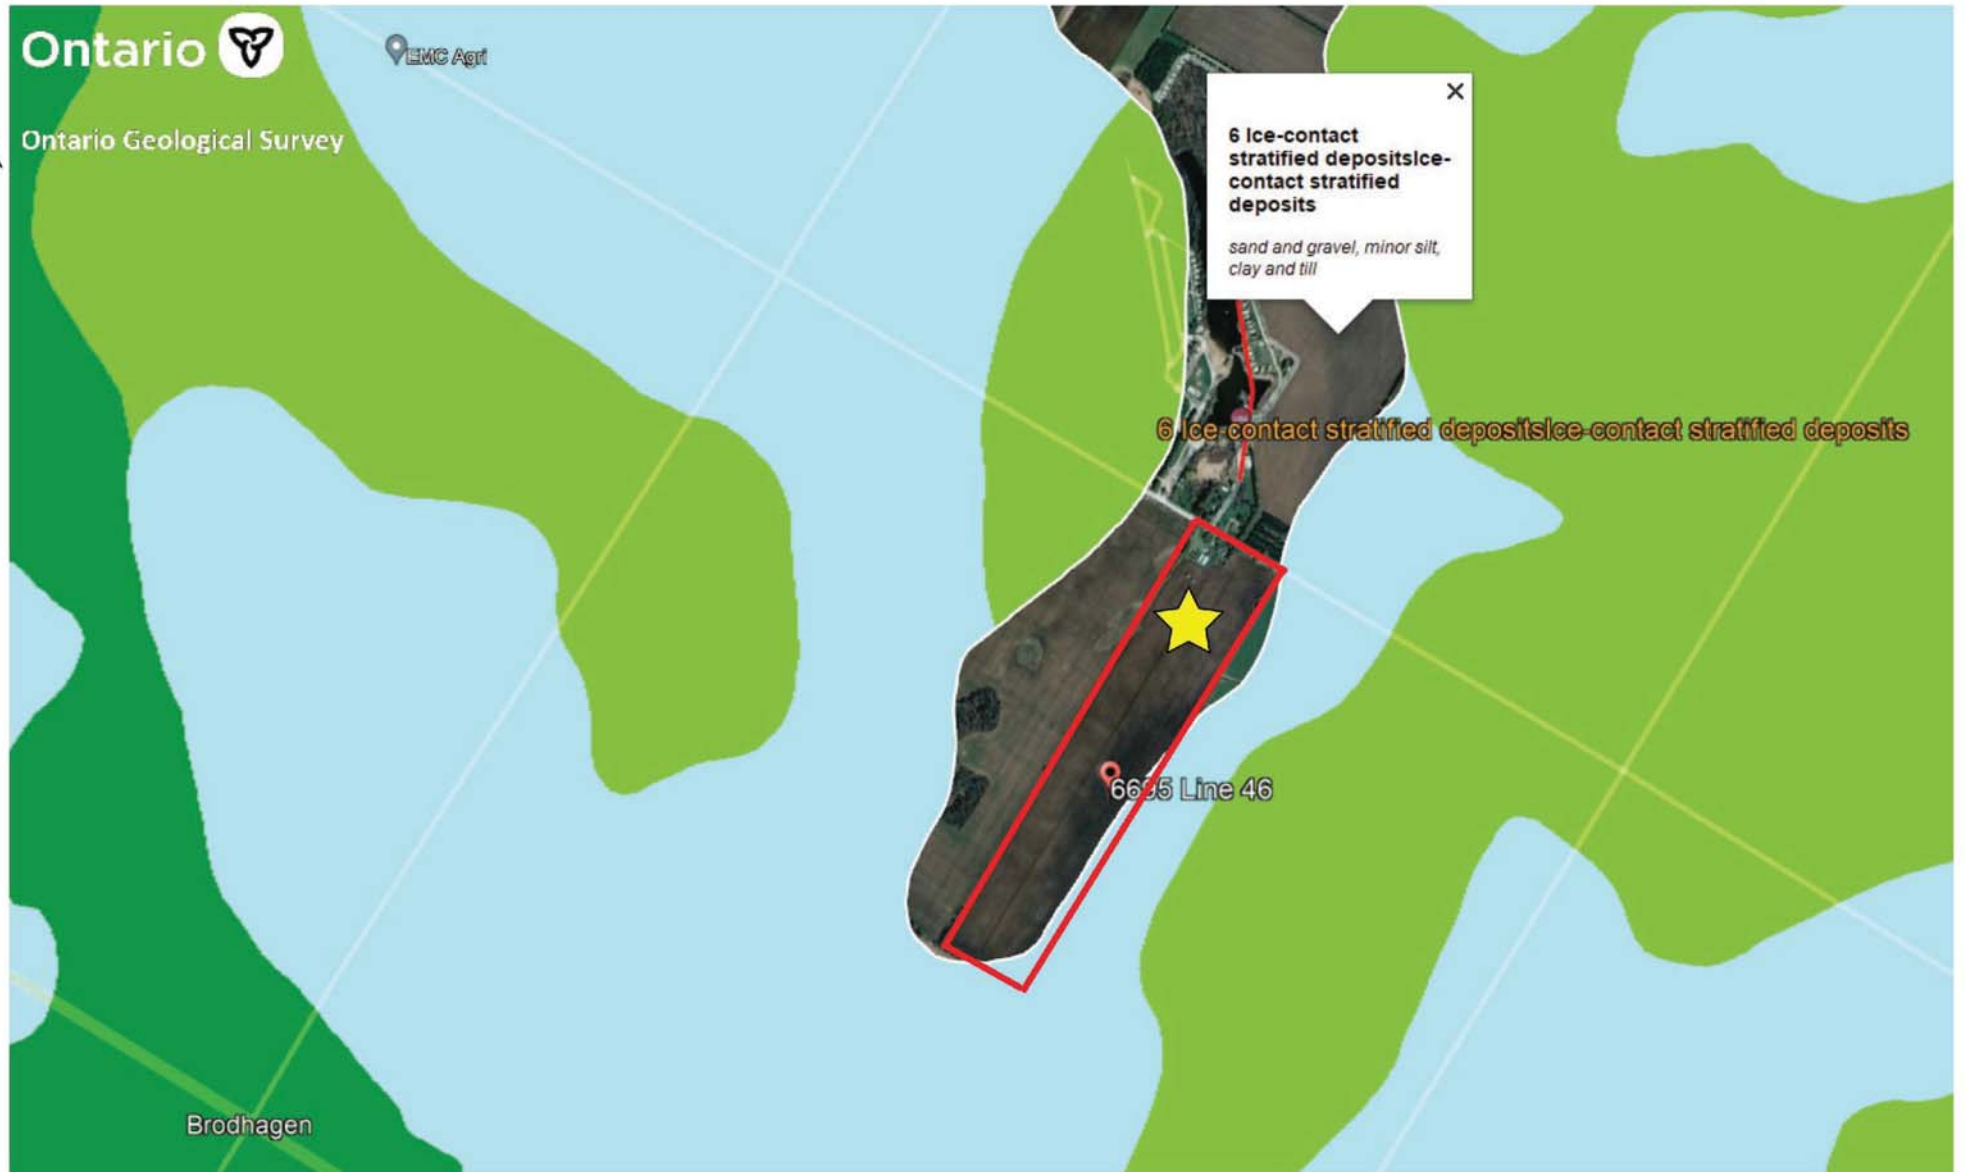 Ontario
EMC Agri
Ontario Geological Survey
6 Ice-contact
stratified depositsIce-
contact stratified
deposits
sand and gravel, minor silt,
clay and till
6 Ice-contact stratified depositsIce-contact stratified deposits
Line 46
Brodhagen